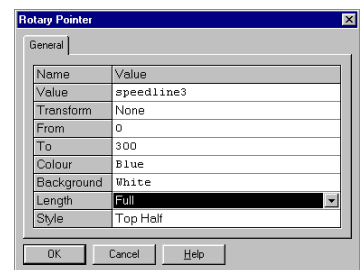 Rotary Pointer
General
Name Value
Value speedline3
Transform None
From 0
To 300
Colour Blue
Background White
Length Full
Style Top Half
OK Cancel Help